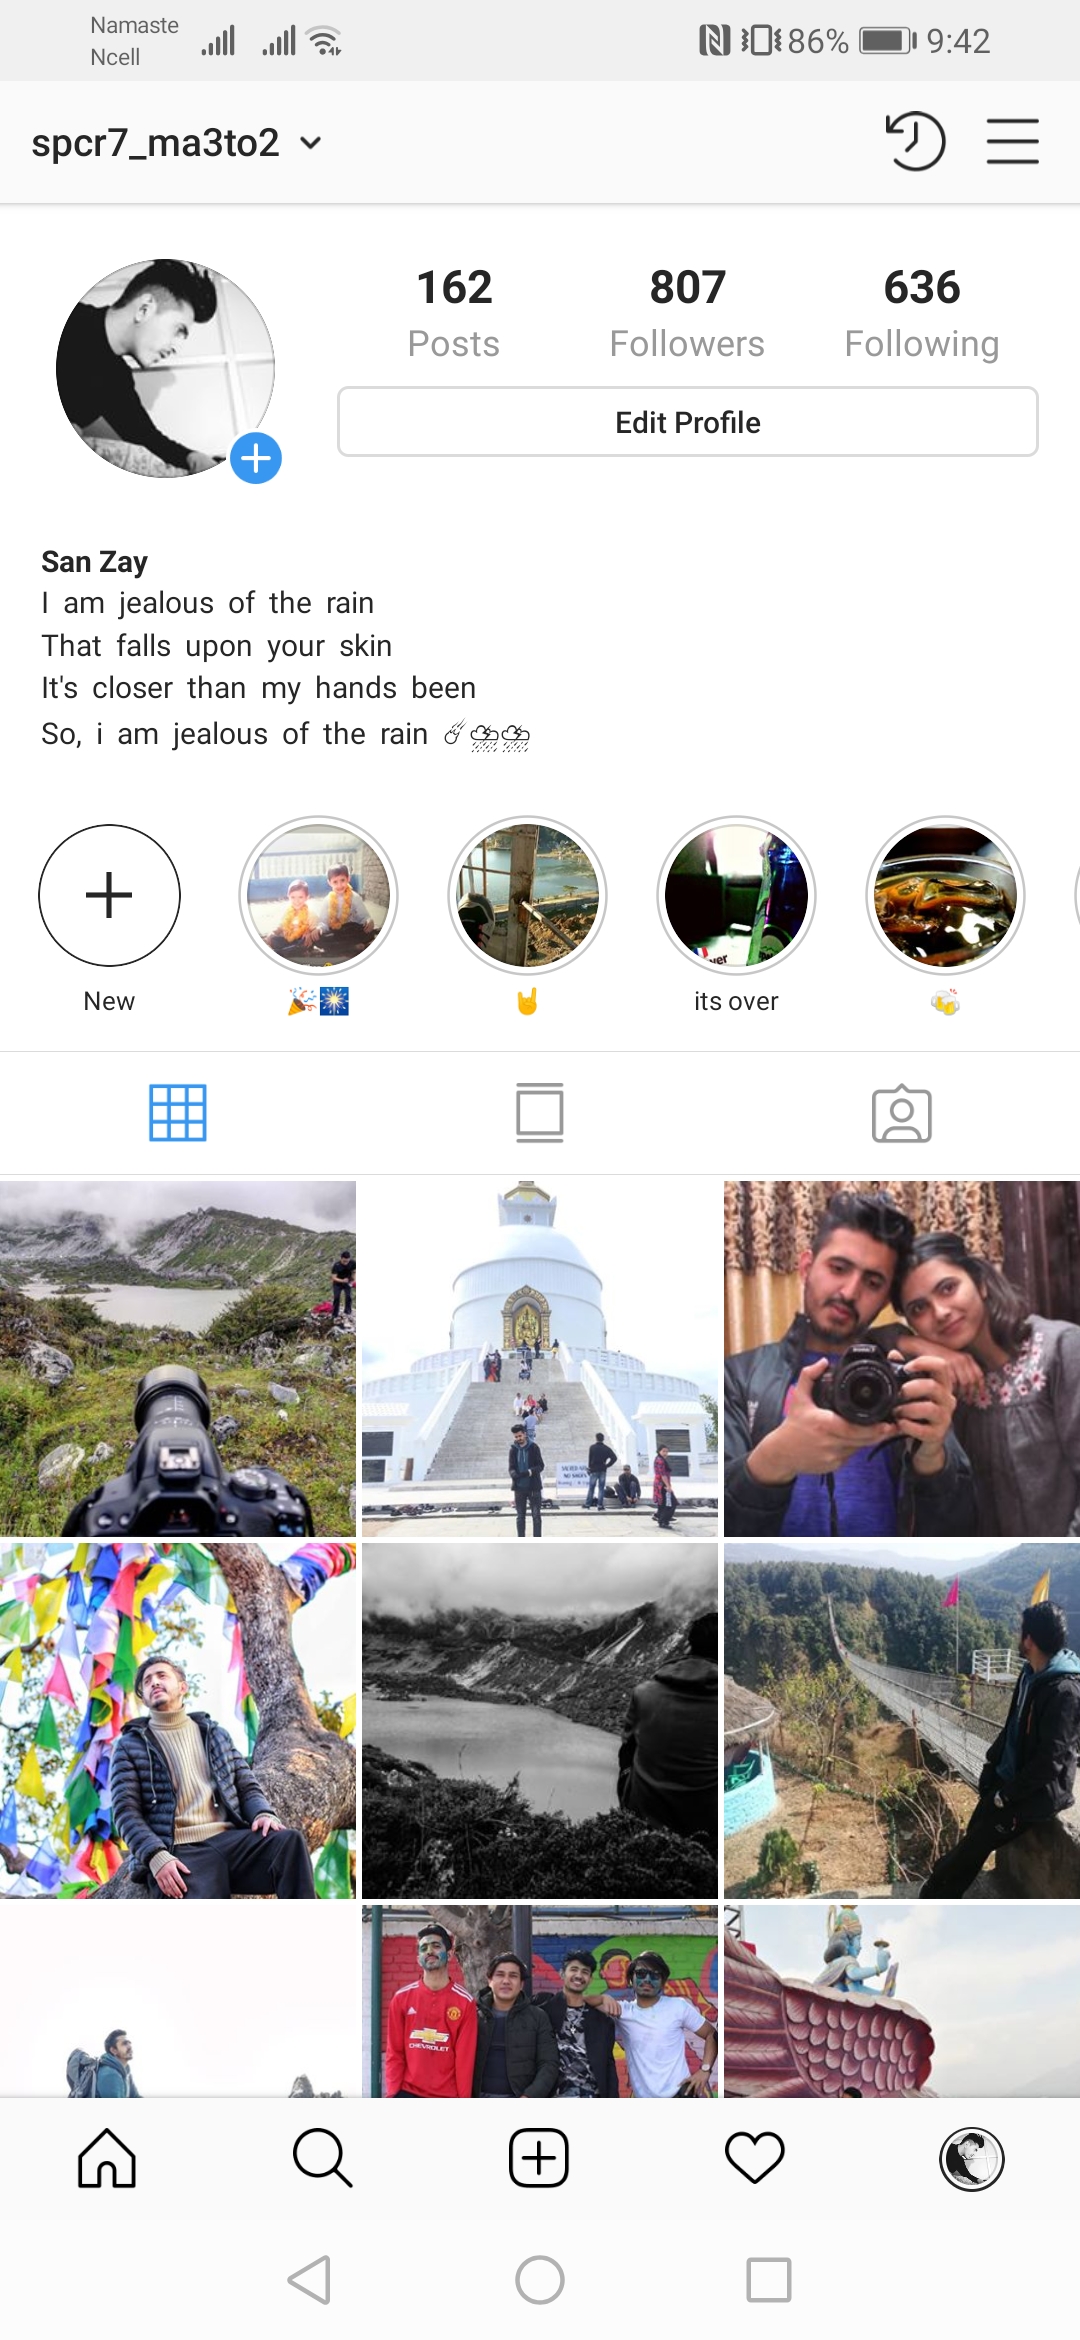 Namaste
Ncell
86% 9:42
spcr7_ma3to2
162 807 636
Posts Followers Following
Edit Profile
San Zay
I am jealous of the rain
That falls upon your skin
It's closer than my hands been
So, i am jealous of the rain ☄⛈⛈
New 🎉🎆 🤘 its over 🍻
CHEVROLET